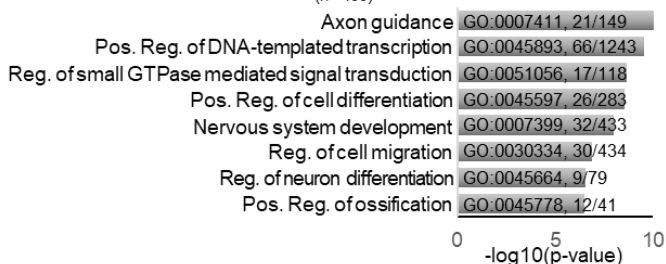 Axon guidance GO:0007411, 21/149
Pos. Reg. of DNA-templated transcription GO:0045893, 66/1243
Reg. of small GTPase mediated signal transduction GO:0051056, 17/118
Pos. Reg. of cell differentiation GO:0045597, 26/283
Nervous system development GO:0007399, 32/433
Reg. of cell migration GO:0030334, 30/434
Reg. of neuron differentiation GO:0045664, 9/79
Pos. Reg. of ossification GO:0045778, 12/41
0 5 10
-log10(p-value)